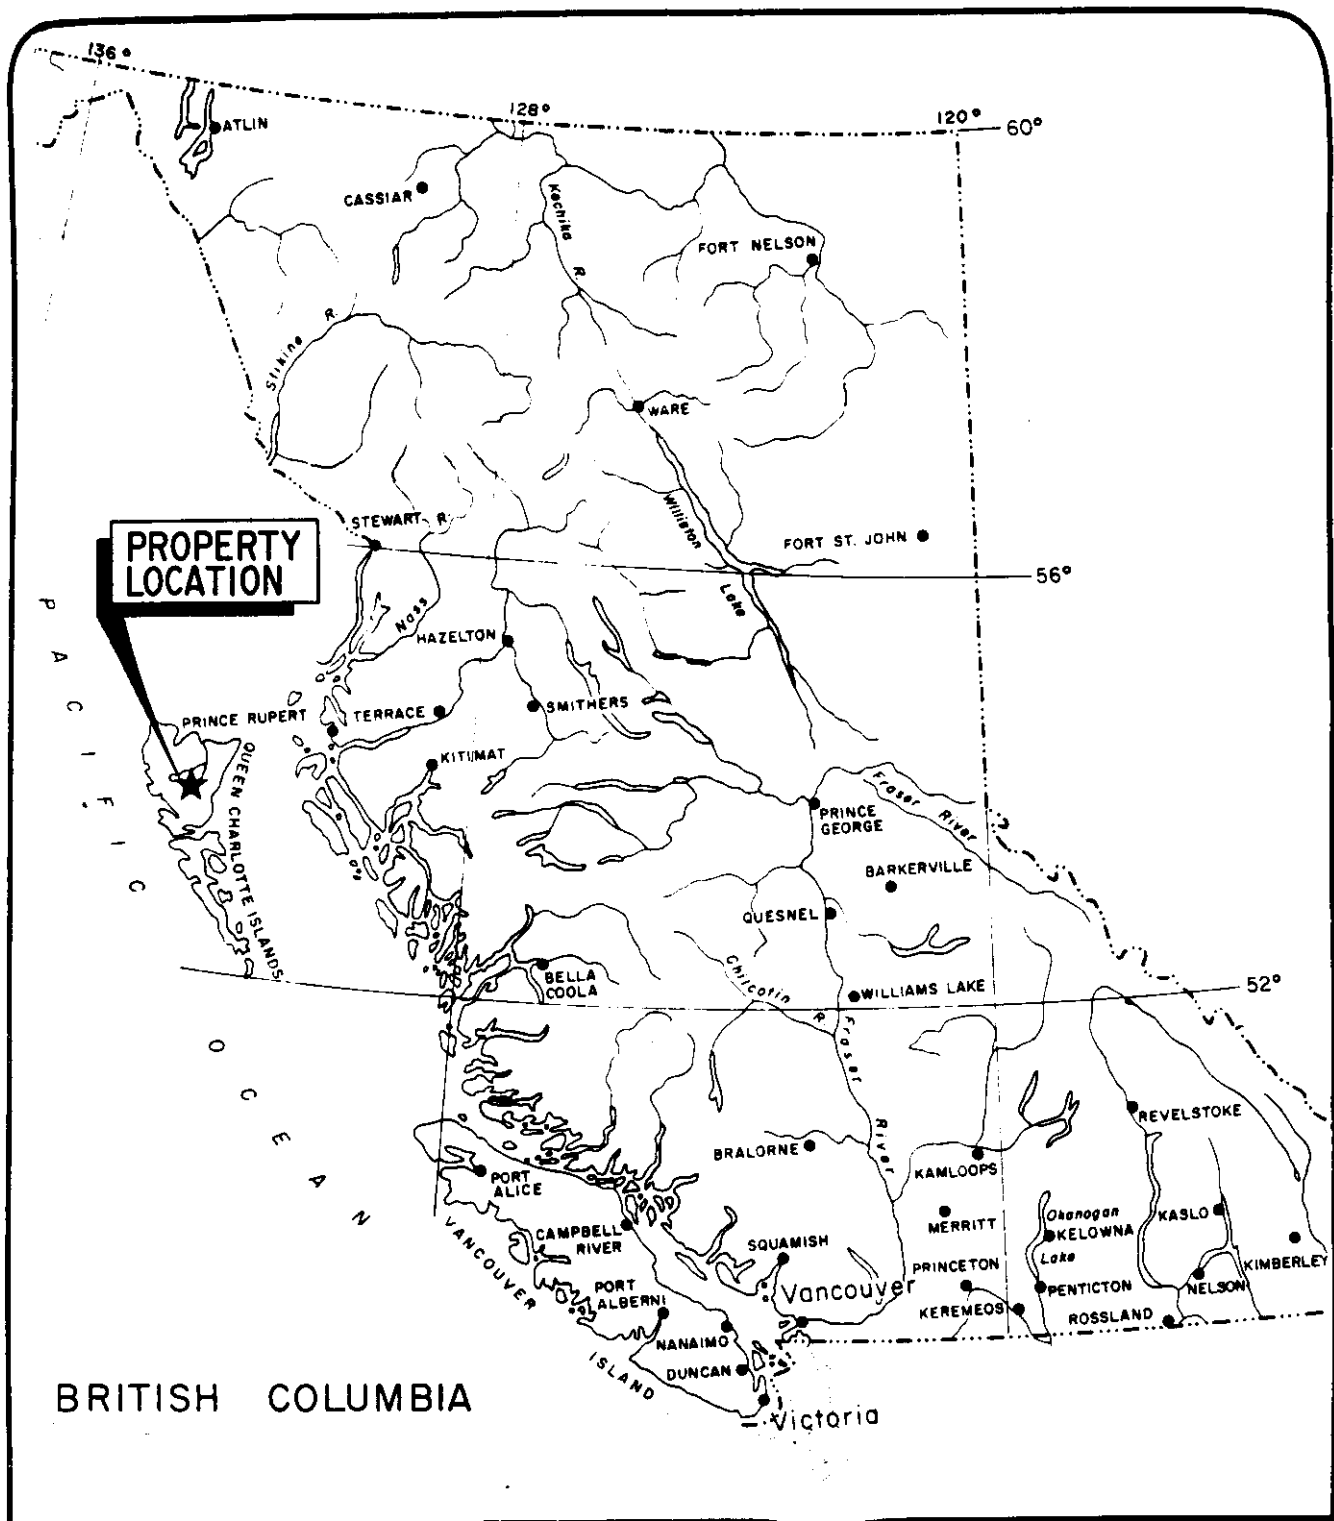 136°
128°
120°
60°
ATLIN
CASSIAR
Kechika R.
FORT NELSON
Stikine R.
WARE
STEWART R.
PROPERTY
LOCATION
Williston
Lake
FORT ST. JOHN
56°
Nass
HAZELTON
PRINCE RUPERT
TERRACE
SMITHERS
KITIMAT
QUEEN CHARLOTTE ISLANDS
PACIFIC OCEAN
PRINCE
GEORGE
Fraser River
BARKERVILLE
QUESNEL
BELLA
COOLA
Chilcotin R.
WILLIAMS LAKE
52°
Fraser River
REVELSTOKE
BRALORNE
KAMLOOPS
PORT
ALICE
MERRITT
Okanogan
Lake
KELOWNA
KASLO
CAMPBELL
RIVER
SQUAMISH
KIMBERLEY
VANCOUVER ISLAND
PRINCETON
PENTICTON
NELSON
PORT
ALBERNI
Vancouver
KEREMEOS
ROSSLAND
NANAIMO
DUNCAN
Victoria
BRITISH COLUMBIA